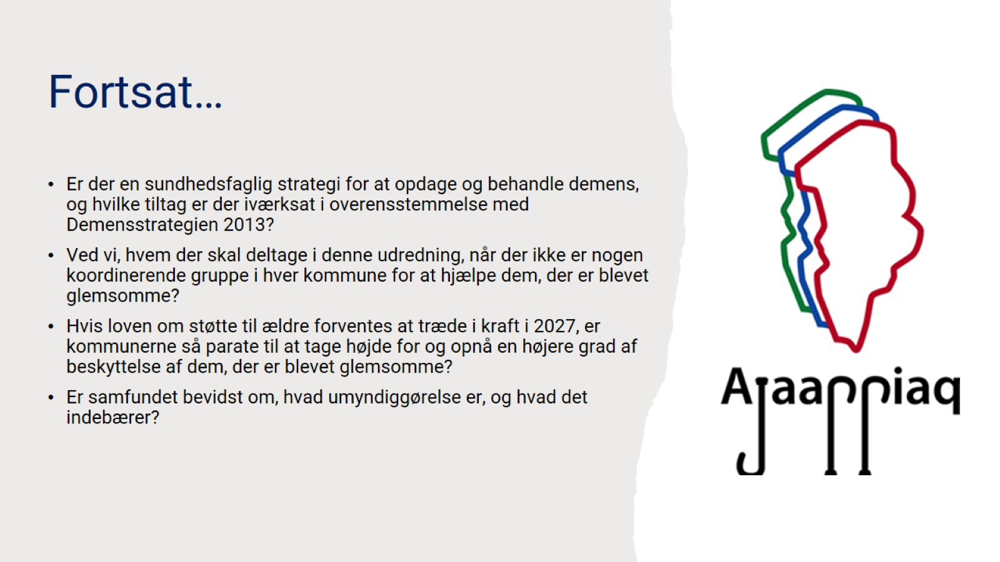 Fortsat...
• Er der en sundhedsfaglig strategi for at opdage og behandle demens,
og hvilke tiltag er der iværksat i overensstemmelse med
Demensstrategien 2013?
• Ved vi, hvem der skal deltage i denne udredning, når der ikke er nogen
koordinerende gruppe i hver kommune for at hjælpe dem, der er blevet
glemsomme?
• Hvis loven om støtte til ældre forventes at træde i kraft i 2027, er
kommunerne så parate til at tage højde for og opnå en højere grad af
beskyttelse af dem, der er blevet glemsomme?
• Er samfundet bevidst om, hvad umyndiggørelse er, og hvad det
indebærer?
Ajaappiaq